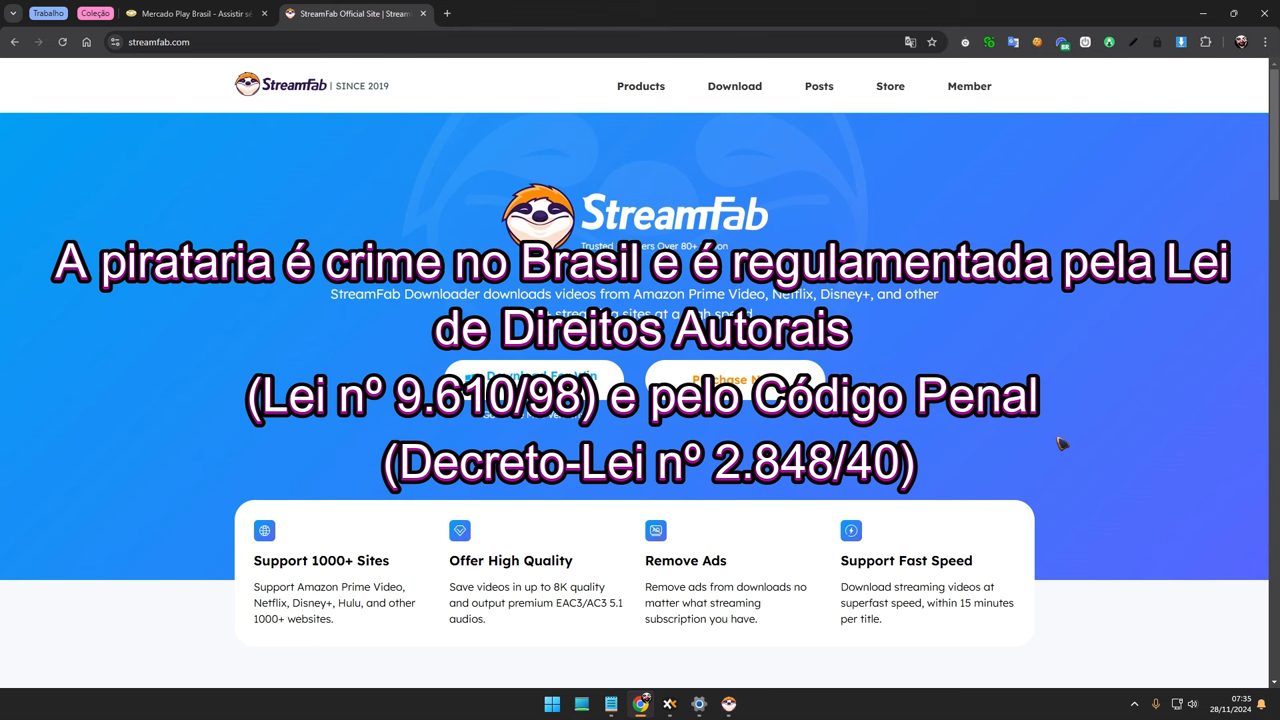 Trabalho
Coleção
Mercado Play Brasil - Assistir sé
StreamFab Official Site | Stream
streamfab.com
StreamFab | SINCE 2019
Products
Download
Posts
Store
Member
StreamFab
Trusted
Over 80+
A pirataria é crime no Brasil e é regulamentada pela Lei
StreamFab Downloader downloads videos from Amazon Prime Video, Netflix, Disney+, and other
de Direitos Autorais
(Lei nº 9.610/98) e pelo Código Penal
(Decreto-Lei nº 2.848/40)
Support 1000+ Sites
Support Amazon Prime Video,
Netflix, Disney+, Hulu, and other
1000+ websites.
Offer High Quality
Save videos in up to 8K quality
and output premium EAC3/AC3 5.1
audios.
Remove Ads
Remove ads from downloads no
matter what streaming
subscription you have.
Support Fast Speed
Download streaming videos at
superfast speed, within 15 minutes
per title.
07:35
28/11/2024